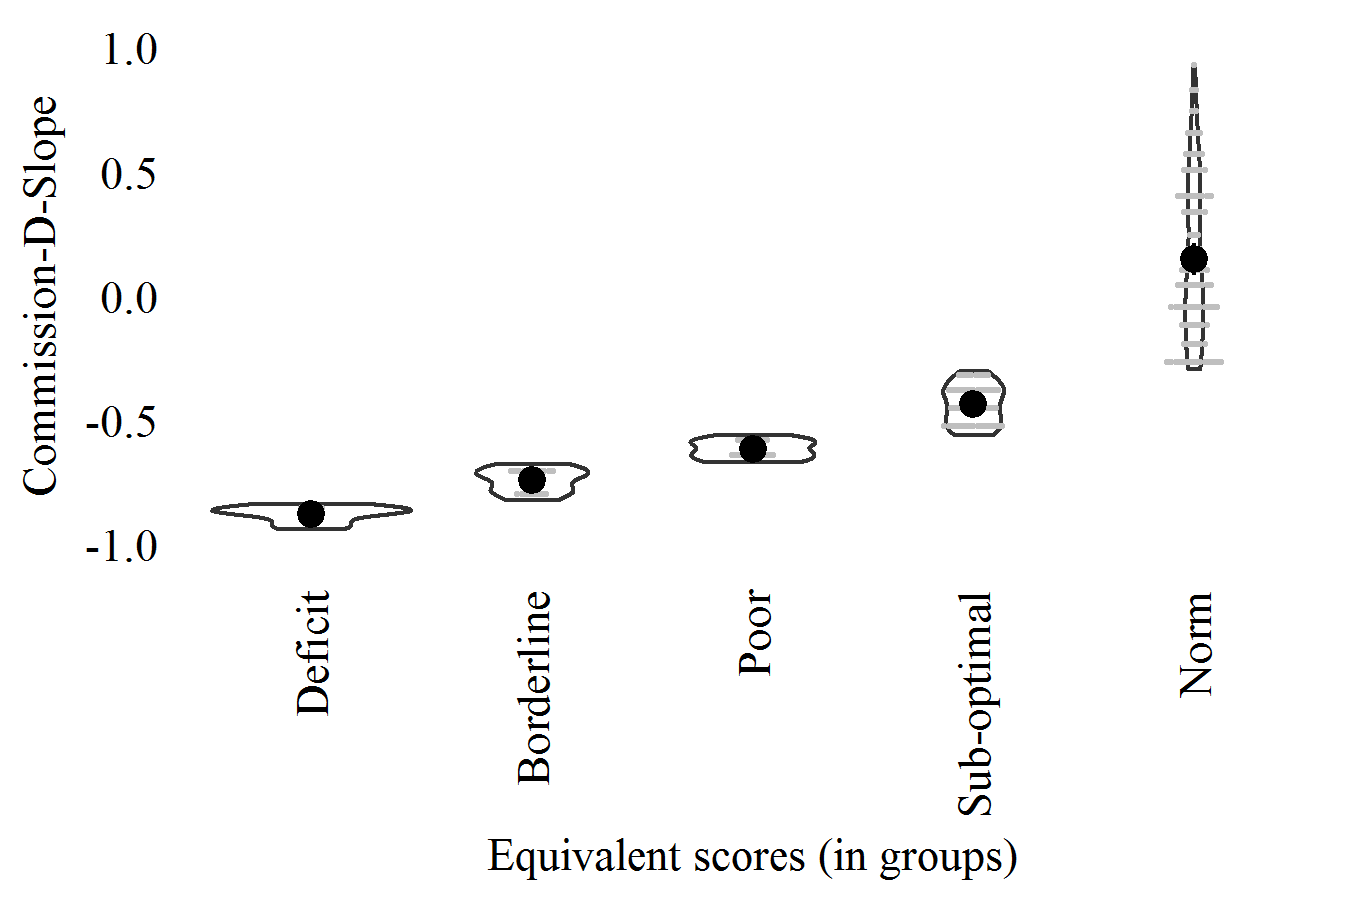 Commission-D-Slope
1.0
0.5
0.0
-0.5
-1.0
Deficit
Borderline
Poor
Sub-optimal
Norm
Equivalent scores (in groups)